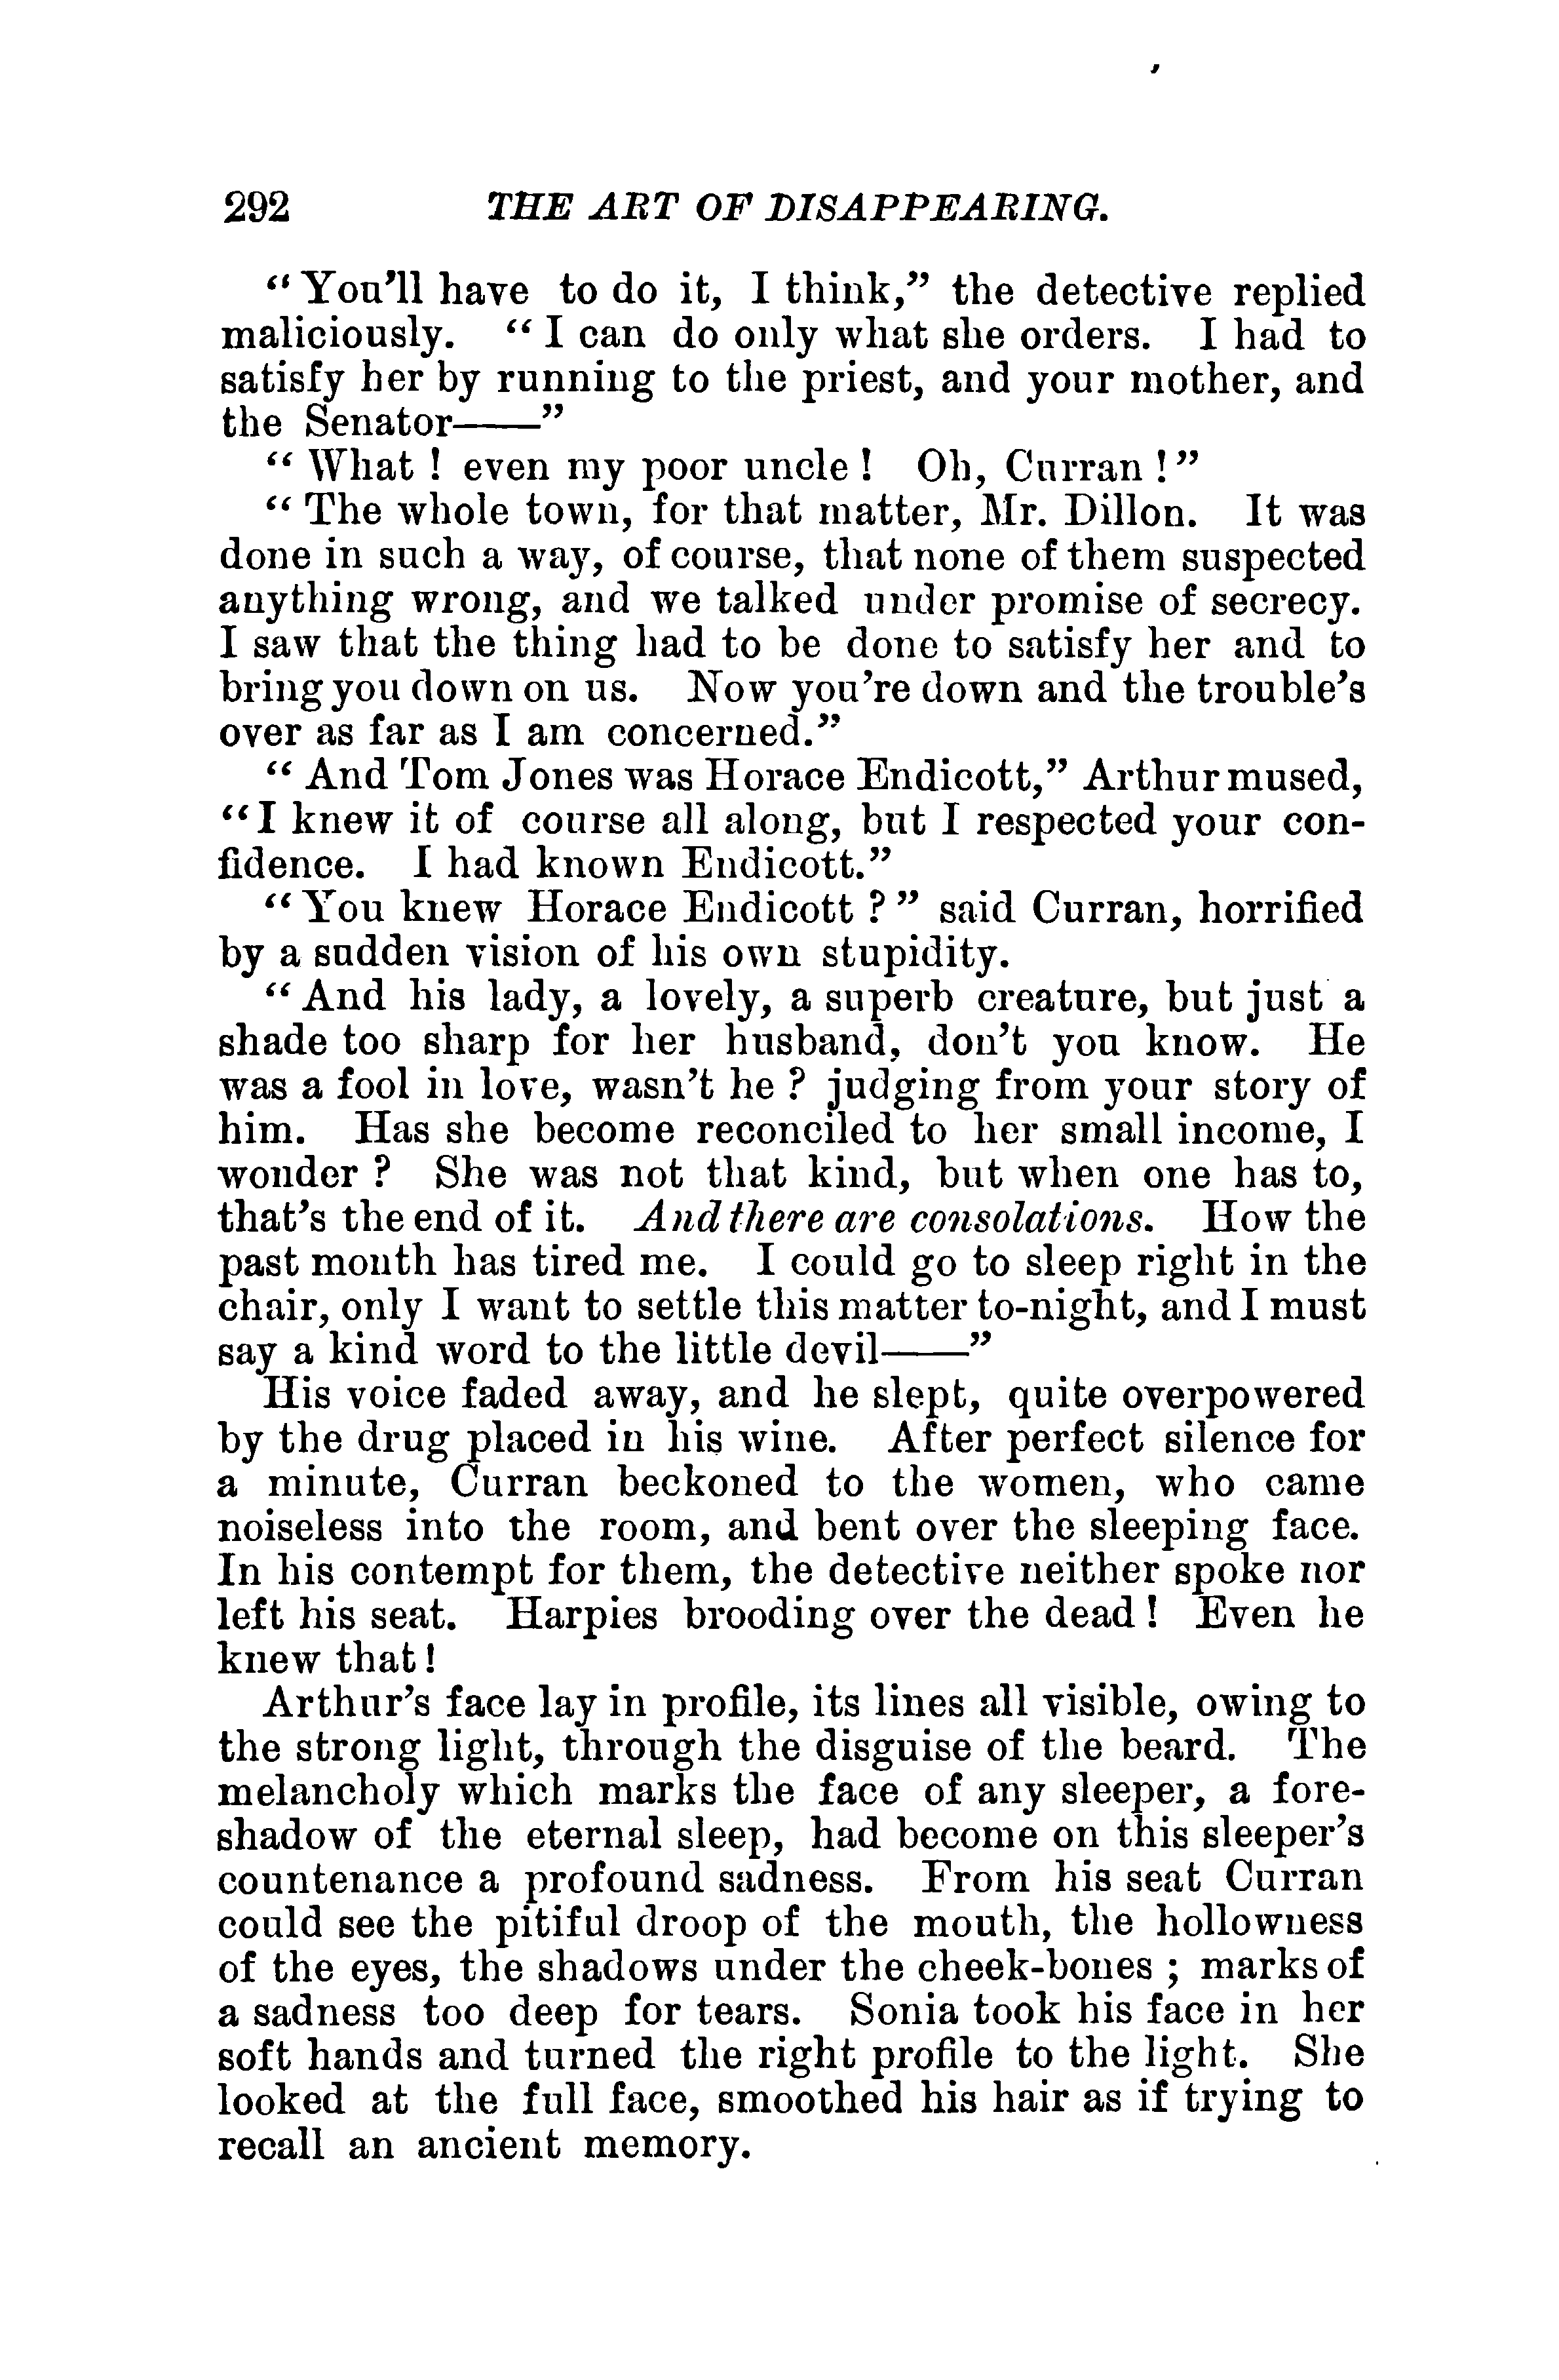 292 THE ART OF DISAPPEARING.
“ You’ll have to do it, I think,” the detective replied
maliciously. “ I can do only what she orders. I had to
satisfy her by running to the priest, and your mother, and
the Senator——”
“ What ! even my poor uncle ! Oh, Curran !”
“ The whole town, for that matter, Mr. Dillon. It was
done in such a way, of course, that none of them suspected
anything wrong, and we talked under promise of secrecy.
I saw that the thing had to be done to satisfy her and to
bring you down on us. Now you’re down and the trouble’s
over as far as I am concerned.”
“ And Tom Jones was Horace Endicott,” Arthur mused,
“ I knew it of course all along, but I respected your con-
fidence. I had known Endicott.”
“ You knew Horace Endicott ? ” said Curran, horrified
by a sudden vision of his own stupidity.
“ And his lady, a lovely, a superb creature, but just a
shade too sharp for her husband, don’t you know. He
was a fool in love, wasn’t he ? judging from your story of
him. Has she become reconciled to her small income, I
wonder ? She was not that kind, but when one has to,
that’s the end of it. And there are consolations. How the
past month has tired me. I could go to sleep right in the
chair, only I want to settle this matter to-night, and I must
say a kind word to the little devil——”
His voice faded away, and he slept, quite overpowered
by the drug placed in his wine. After perfect silence for
a minute, Curran beckoned to the women, who came
noiseless into the room, and bent over the sleeping face.
In his contempt for them, the detective neither spoke nor
left his seat. Harpies brooding over the dead ! Even he
knew that !
Arthur’s face lay in profile, its lines all visible, owing to
the strong light, through the disguise of the beard. The
melancholy which marks the face of any sleeper, a fore-
shadow of the eternal sleep, had become on this sleeper’s
countenance a profound sadness. From his seat Curran
could see the pitiful droop of the mouth, the hollowness
of the eyes, the shadows under the cheek-bones ; marks of
a sadness too deep for tears. Sonia took his face in her
soft hands and turned the right profile to the light. She
looked at the full face, smoothed his hair as if trying to
recall an ancient memory.